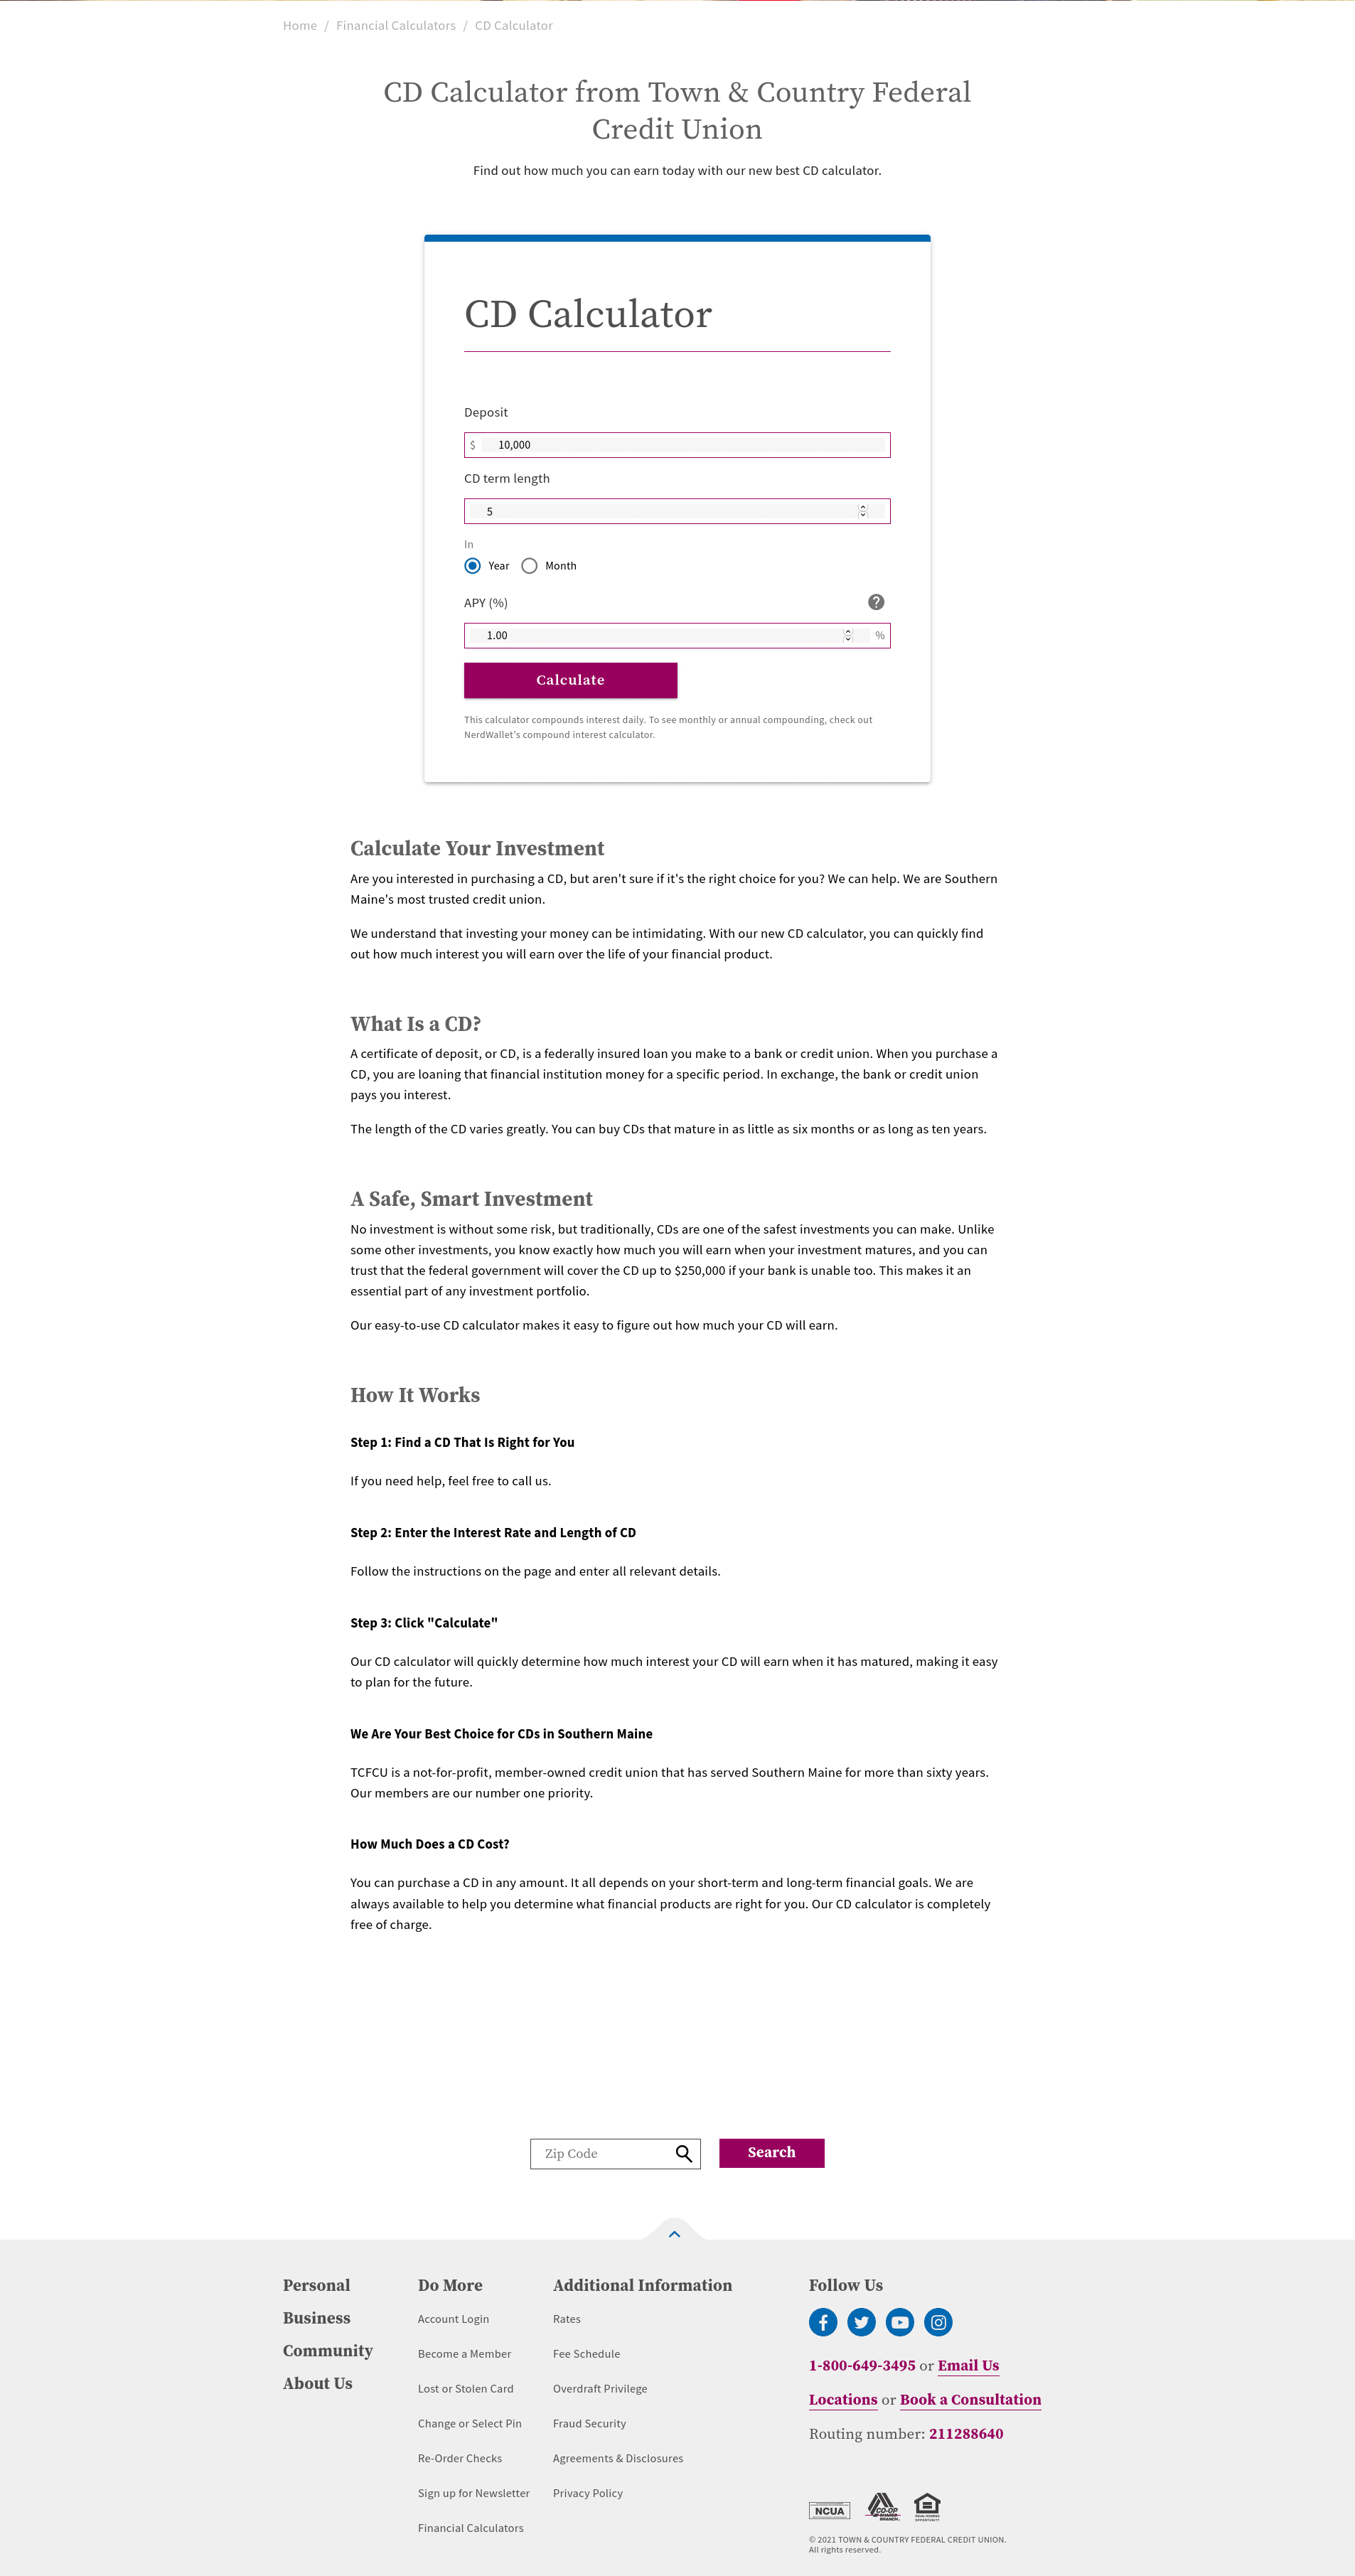 Home / Financial Calculators / CD Calculator
CD Calculator from Town & Country Federal
Credit Union
Find out how much you can earn today with our new best CD calculator.
CD Calculator
Deposit
$ 10,000
CD term length
5
In
Year Month
APY (%) ?
1.00 %
Calculate
This calculator compounds interest daily. To see monthly or annual compounding, check out
NerdWallet's compound interest calculator.
Calculate Your Investment
Are you interested in purchasing a CD, but aren't sure if it's the right choice for you? We can help. We are Southern
Maine's most trusted credit union.
We understand that investing your money can be intimidating. With our new CD calculator, you can quickly find
out how much interest you will earn over the life of your financial product.
What Is a CD?
A certificate of deposit, or CD, is a federally insured loan you make to a bank or credit union. When you purchase a
CD, you are loaning that financial institution money for a specific period. In exchange, the bank or credit union
pays you interest.
The length of the CD varies greatly. You can buy CDs that mature in as little as six months or as long as ten years.
A Safe, Smart Investment
No investment is without some risk, but traditionally, CDs are one of the safest investments you can make. Unlike
some other investments, you know exactly how much you will earn when your investment matures, and you can
trust that the federal government will cover the CD up to $250,000 if your bank is unable too. This makes it an
essential part of any investment portfolio.
Our easy-to-use CD calculator makes it easy to figure out how much your CD will earn.
How It Works
Step 1: Find a CD That Is Right for You
If you need help, feel free to call us.
Step 2: Enter the Interest Rate and Length of CD
Follow the instructions on the page and enter all relevant details.
Step 3: Click "Calculate"
Our CD calculator will quickly determine how much interest your CD will earn when it has matured, making it easy
to plan for the future.
We Are Your Best Choice for CDs in Southern Maine
TCFCU is a not-for-profit, member-owned credit union that has served Southern Maine for more than sixty years.
Our members are our number one priority.
How Much Does a CD Cost?
You can purchase a CD in any amount. It all depends on your short-term and long-term financial goals. We are
always available to help you determine what financial products are right for you. Our CD calculator is completely
free of charge.
Zip Code Search
Personal
Business
Community
About Us
Do More
Account Login
Become a Member
Lost or Stolen Card
Change or Select Pin
Re-Order Checks
Sign up for Newsletter
Financial Calculators
Additional Information
Rates
Fee Schedule
Overdraft Privilege
Fraud Security
Agreements & Disclosures
Privacy Policy
Follow Us
1-800-649-3495 or Email Us
Locations or Book a Consultation
Routing number: 211288640
NCUA
CO-OP
© 2021 TOWN & COUNTRY FEDERAL CREDIT UNION.
All rights reserved.